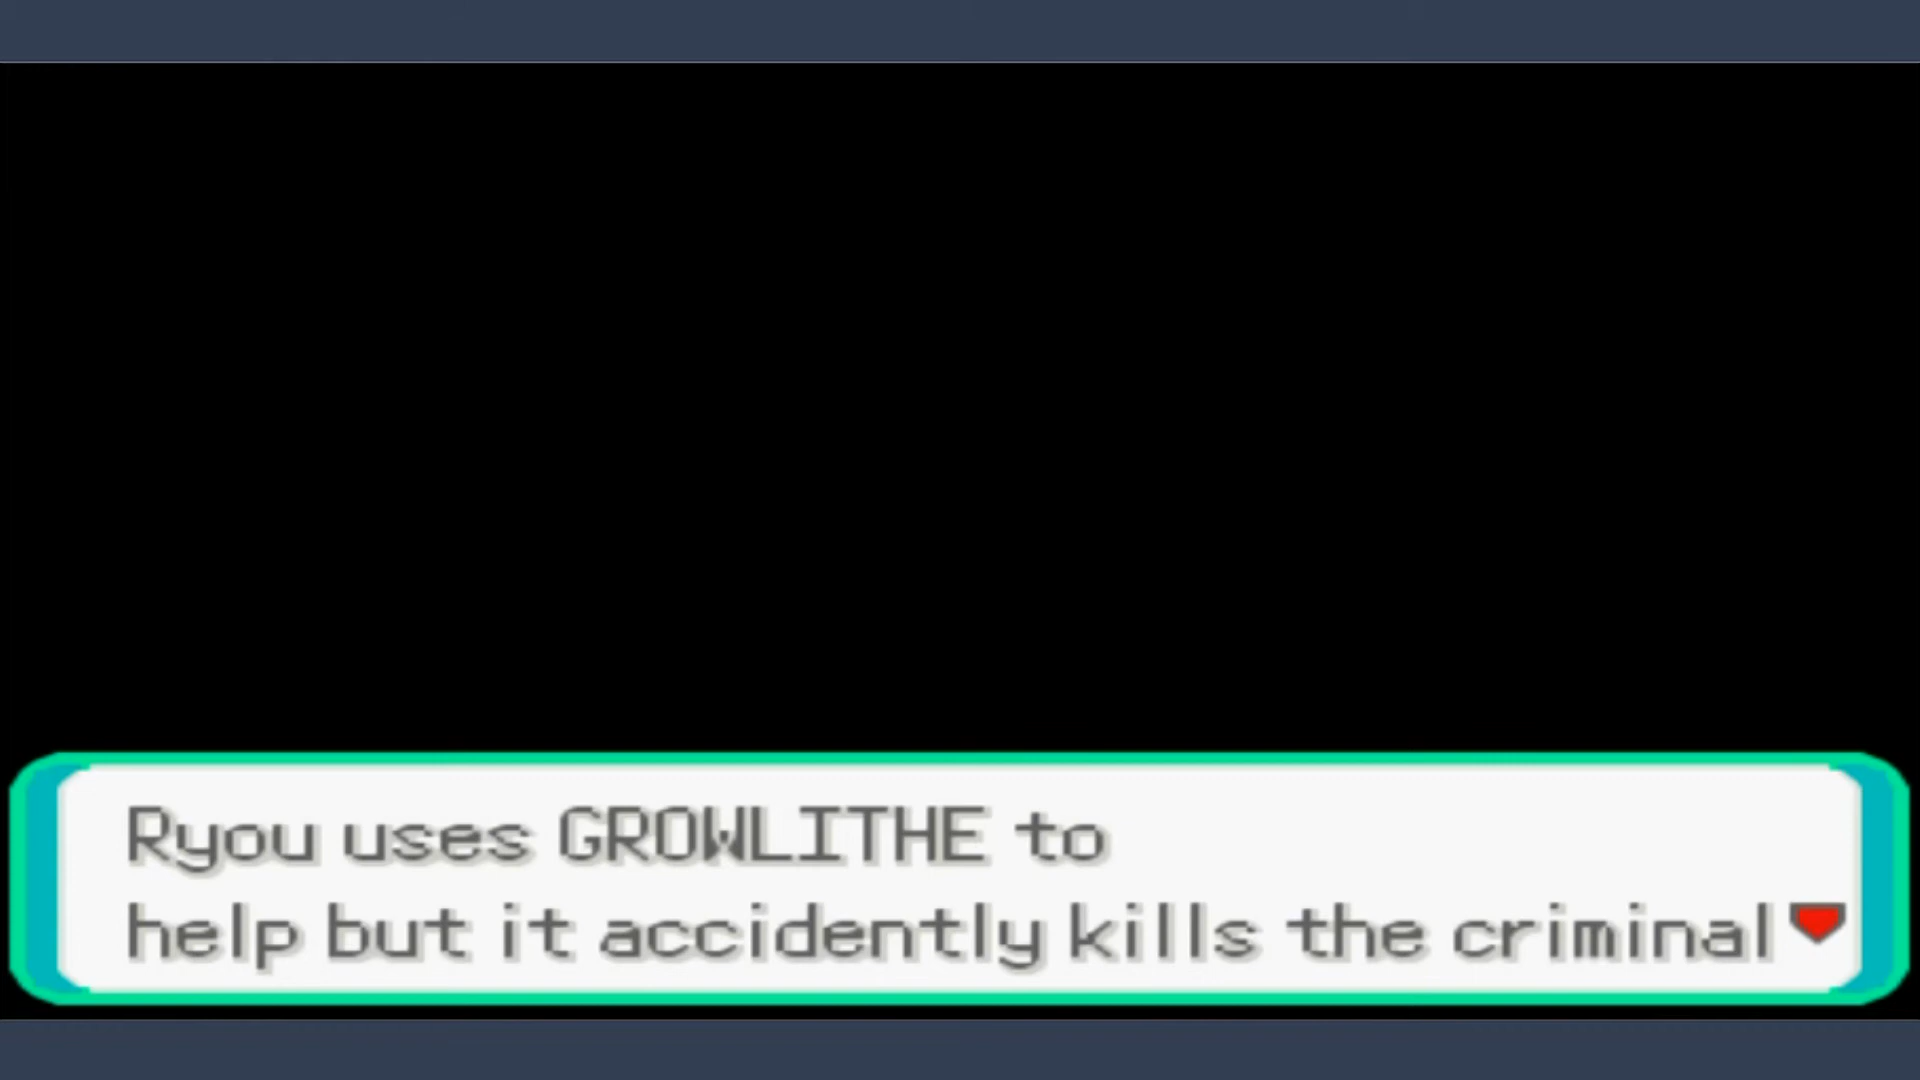 Ryou uses GROWLITHE to
help but it accidently kills the criminal